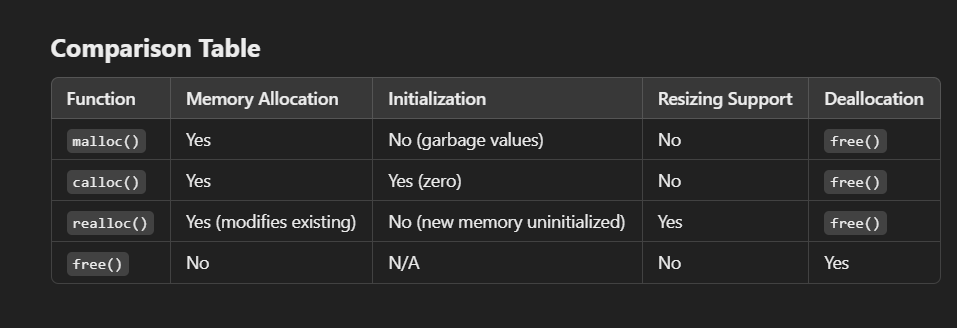 Comparison Table
Function Memory Allocation Initialization Resizing Support Deallocation
malloc() Yes No (garbage values) No free()
calloc() Yes Yes (zero) No free()
realloc() Yes (modifies existing) No (new memory uninitialized) Yes free()
free() No N/A No Yes